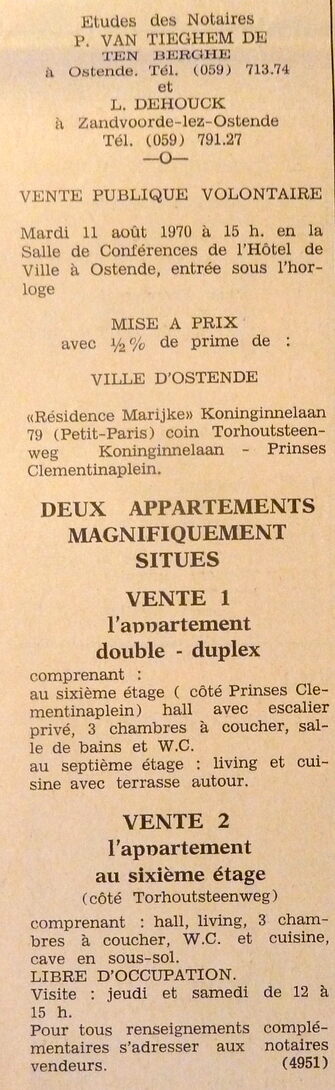 Etudes des Notaires
P. VAN TIEGHEM DE
TEN BERGHE
à Ostende. Tél. (059) 713.74
et
L. DEHOUCK
à Zandvoorde-lez-Ostende
Tél. (059) 791.27
—O—
VENTE PUBLIQUE VOLONTAIRE
Mardi 11 août 1970 à 15 h. en la
Salle de Conférences de l'Hôtel de
Ville à Ostende, entrée sous l'hor-
loge
MISE A PRIX
avec ½% de prime de :
VILLE D'OSTENDE
«Résidence Marijke» Koninginnelaan
79 (Petit-Paris) coin Torhoutsteen-
weg Koninginnelaan - Prinses
Clementinaplein.
DEUX APPARTEMENTS
MAGNIFIQUEMENT
SITUES
VENTE 1
l'appartement
double - duplex
comprenant :
au sixième étage ( côté Prinses Cle-
mentinaplein) hall avec escalier
privé, 3 chambres à coucher, sal-
le de bains et W.C.
au septième étage : living et cui-
sine avec terrasse autour.
VENTE 2
l'appartement
au sixième étage
(côté Torhoutsteenweg)
comprenant : hall, living, 3 cham-
bres à coucher, W.C. et cuisine,
cave en sous-sol.
LIBRE D'OCCUPATION.
Visite : jeudi et samedi de 12 à
15 h.
Pour tous renseignements complé-
mentaires s'adresser aux notaires
vendeurs. (4951)